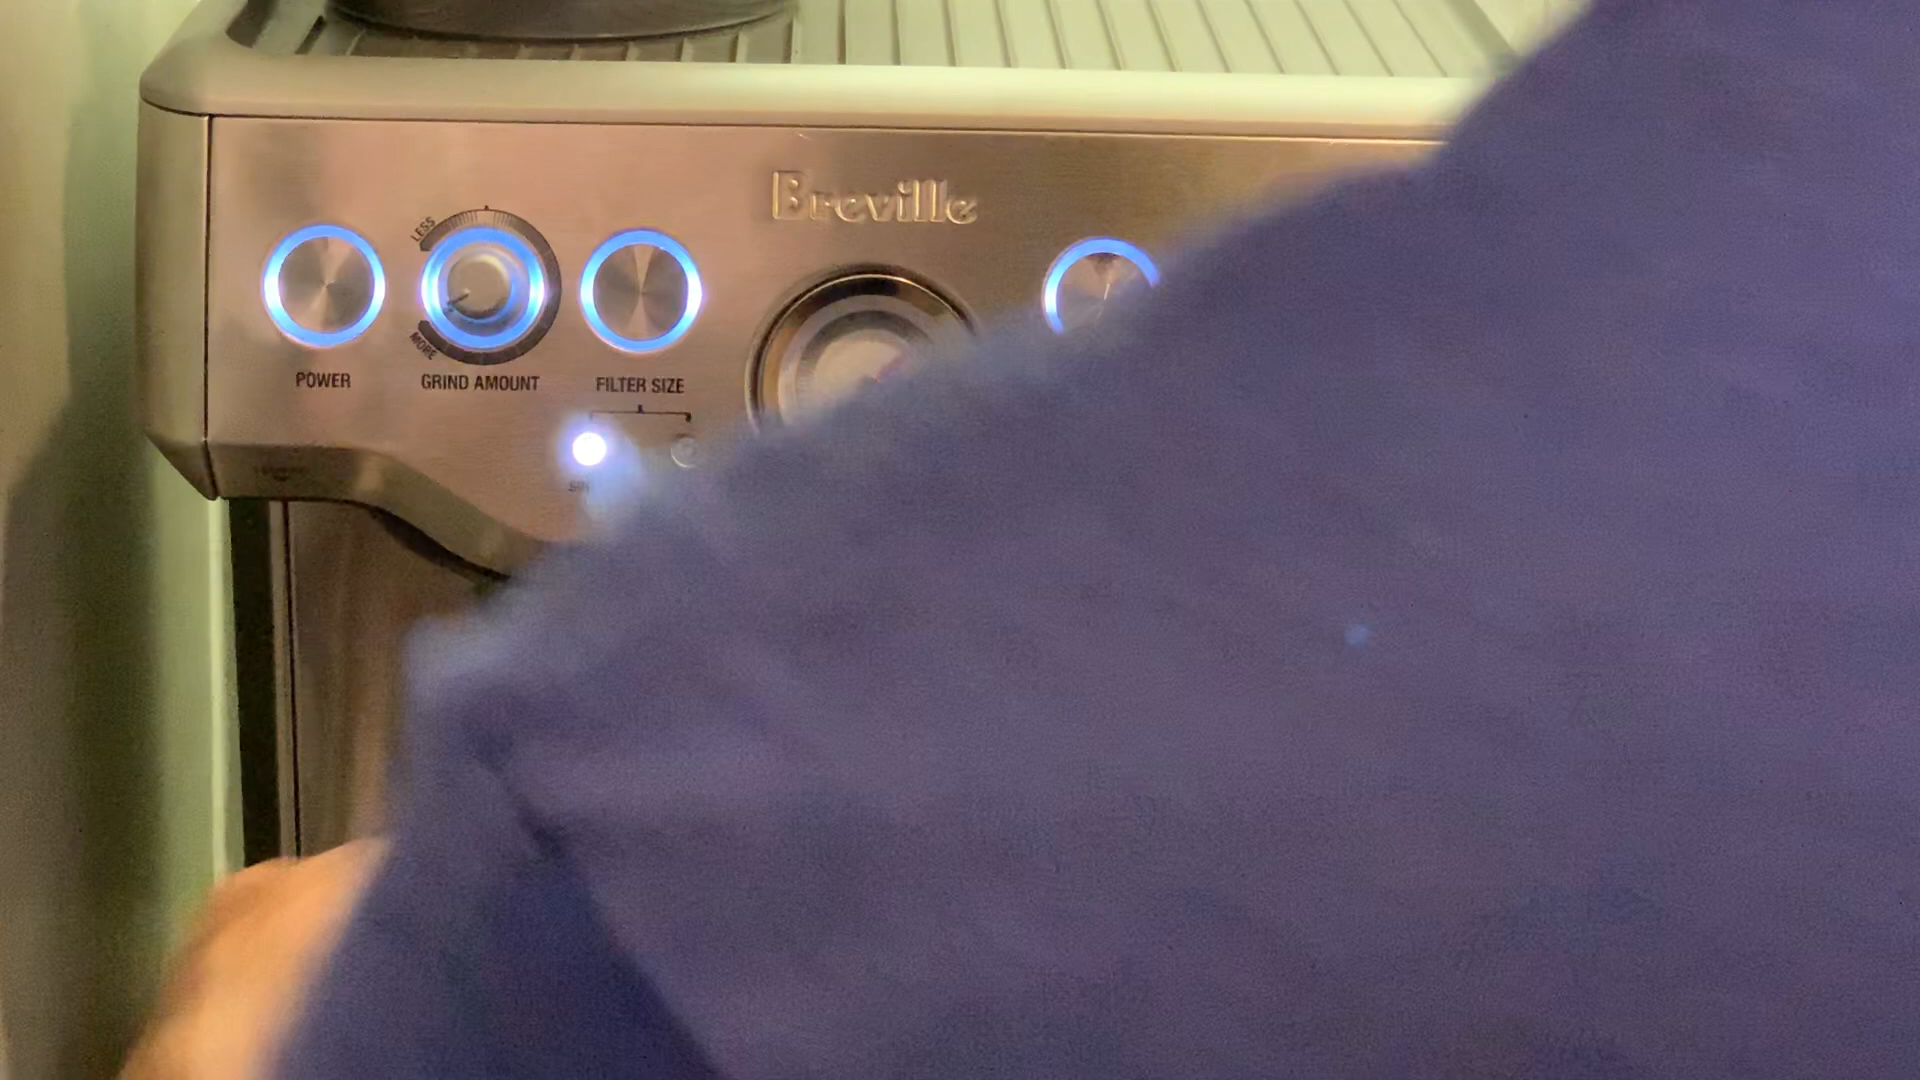 Breville
LESS
MORE
POWER
GRIND AMOUNT
FILTER SIZE